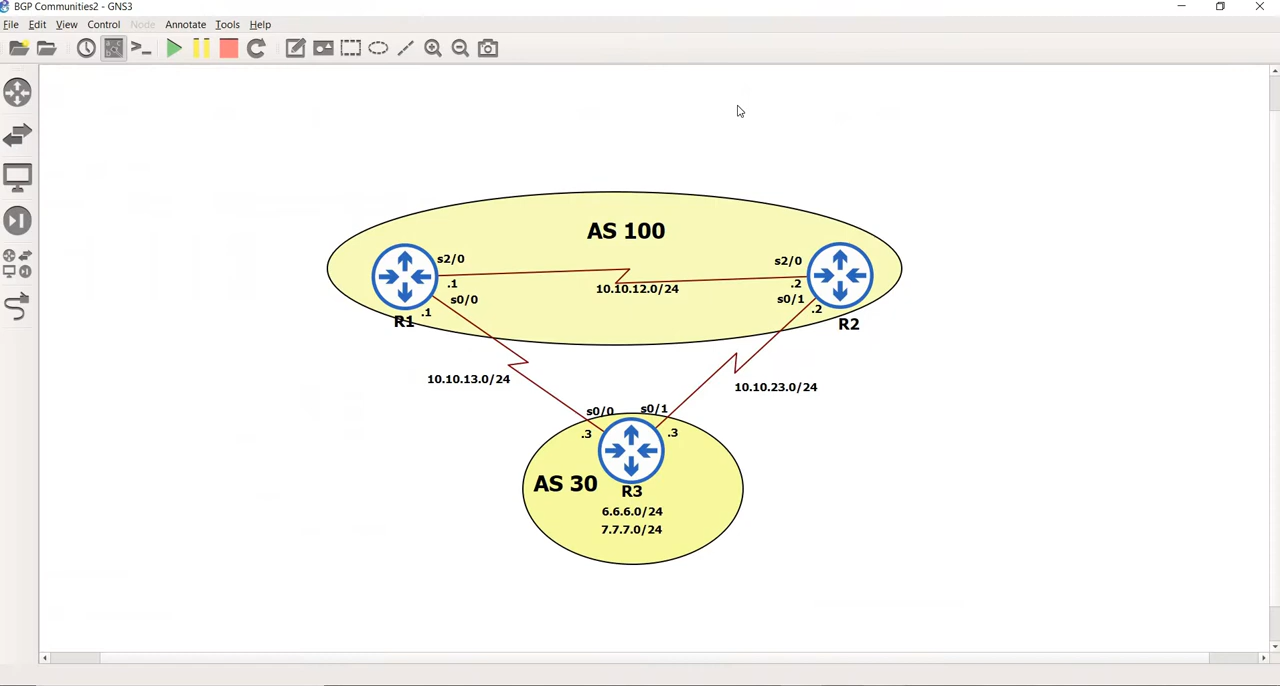 BGP Communities2 - GNS3
File Edit View Control Node Annotate Tools Help
AS 100
s2/0
s2/0
.1
.2
10.10.12.0/24
s0/0
s0/1
.1
.2
R1
R2
10.10.13.0/24
10.10.23.0/24
s0/0
s0/1
.3
.3
AS 30
R3
6.6.6.0/24
7.7.7.0/24